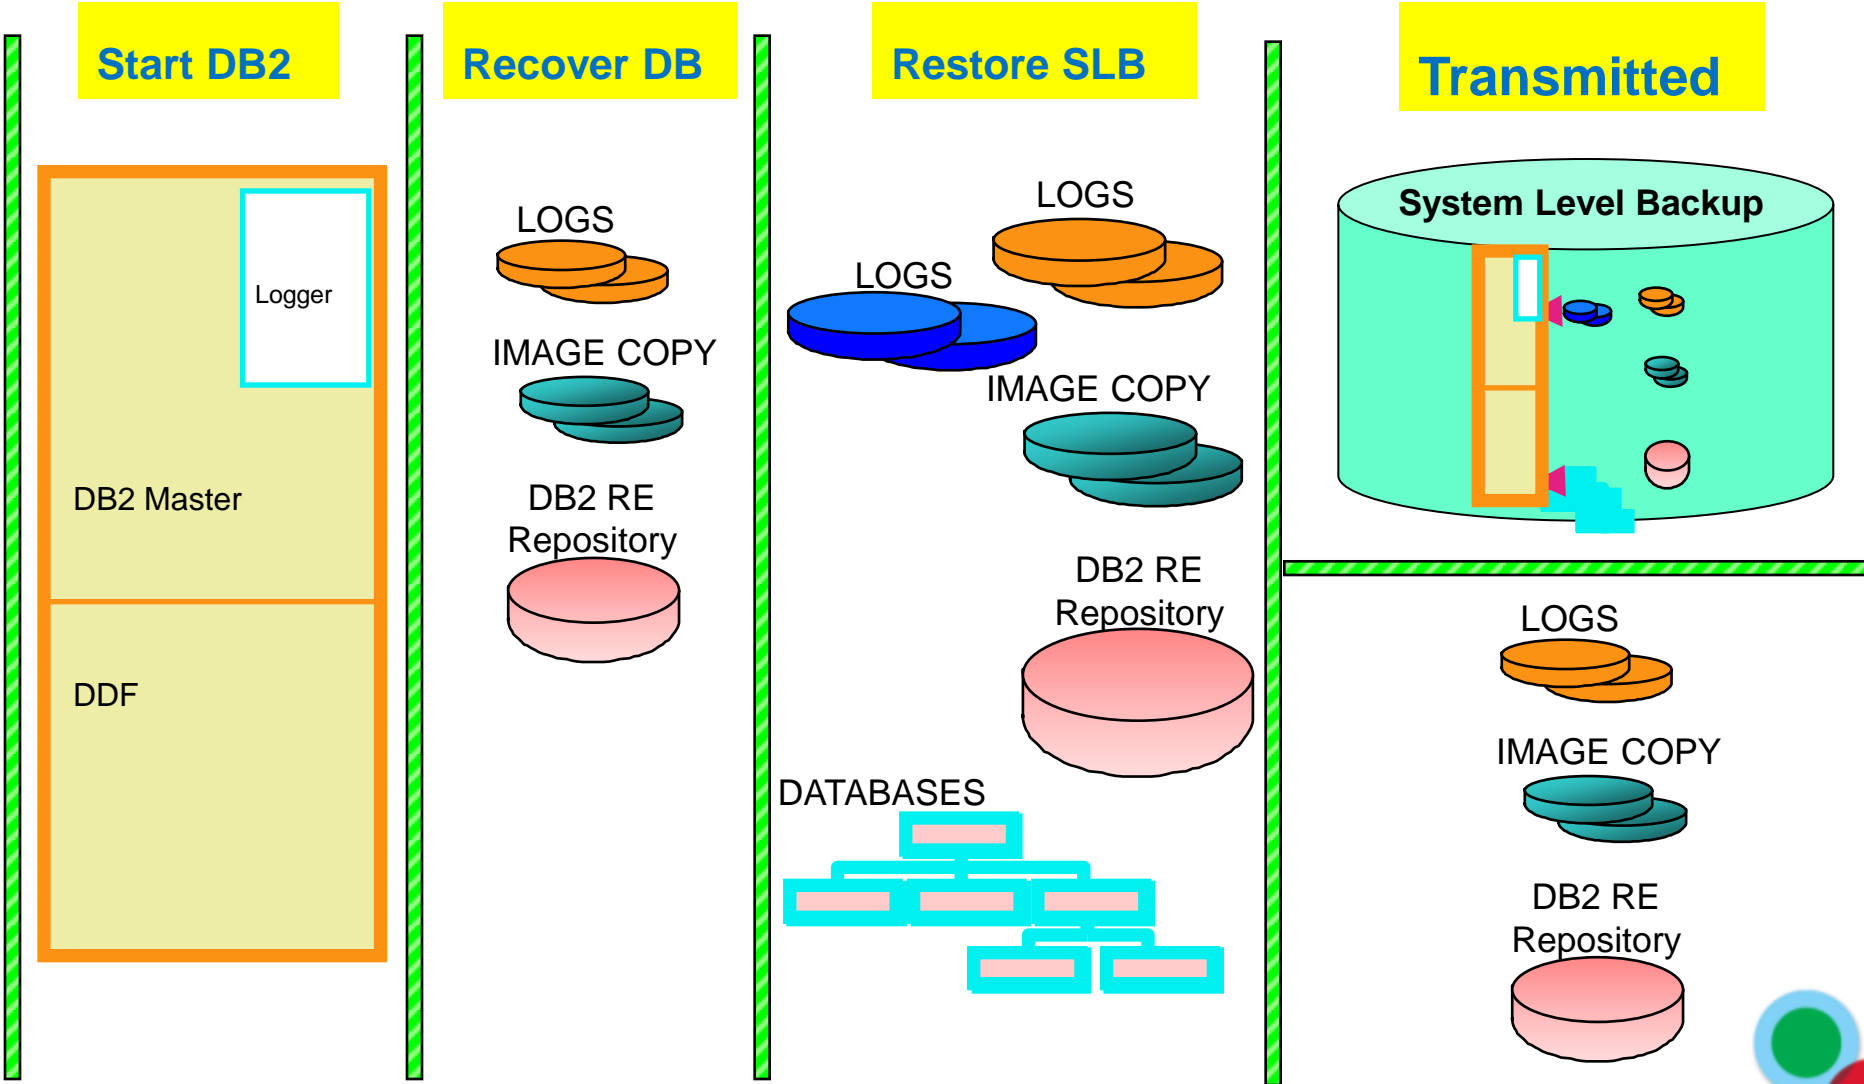 Start DB2
Recover DB
Restore SLB
Transmitted
Logger
DB2 Master
DDF
LOGS
IMAGE COPY
DB2 RE
Repository
LOGS
LOGS
IMAGE COPY
DB2 RE
Repository
DATABASES
System Level Backup
LOGS
IMAGE COPY
DB2 RE
Repository